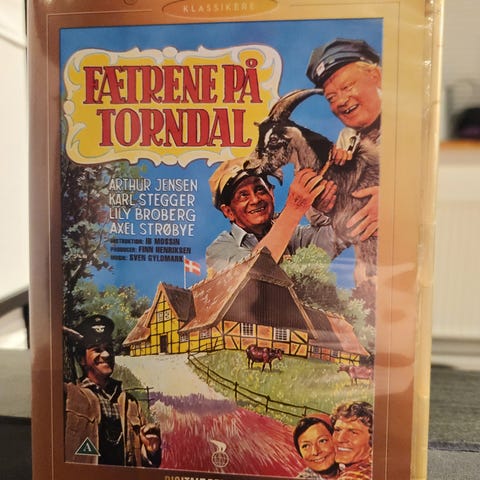 KLASSIKERE
FÆTRENE PÅ
TORNDAL
ARTHUR JENSEN
KARL STEGGER
LILY BROBERG
AXEL STRØBYE
INSTRUKTION: IB MOSSIN
PRODUCER: FINN HENRIKSEN
MUSIK: SVEN GYLDMARK
A